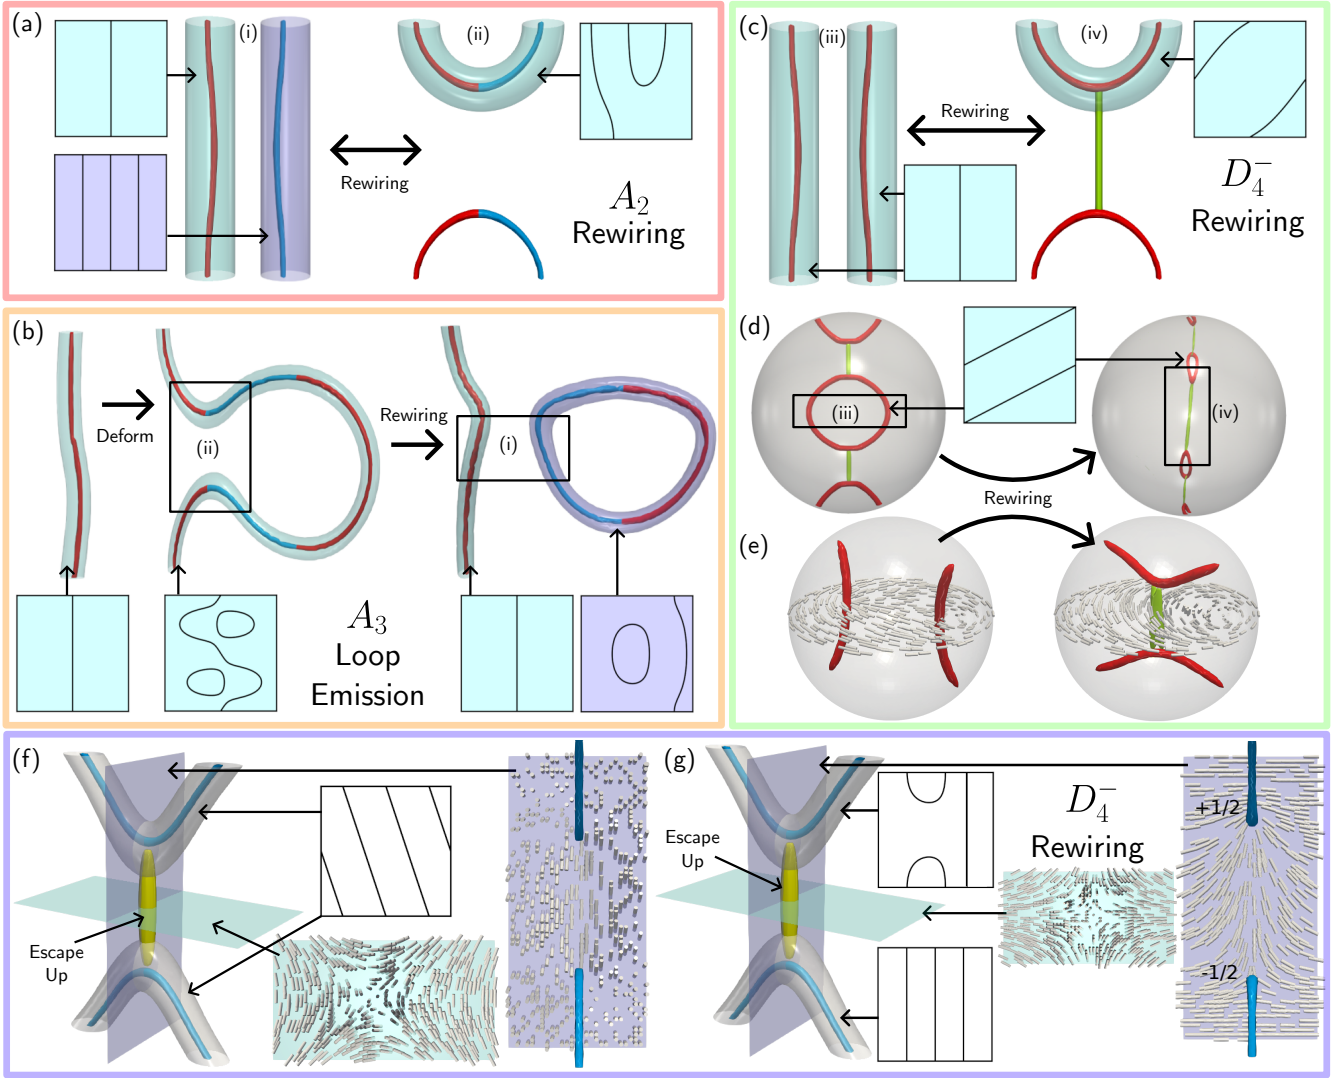 (a)
(i)
(ii)
Rewiring
A₂
Rewiring
(b)
Deform
(ii)
Rewiring
(i)
A₃
Loop
Emission
(c)
(iii)
(iv)
Rewiring
D₄⁻
Rewiring
(d)
(iii)
(iv)
Rewiring
(e)
(f)
Escape
Up
(g)
Escape
Up
D₄⁻
Rewiring
+1/2
-1/2